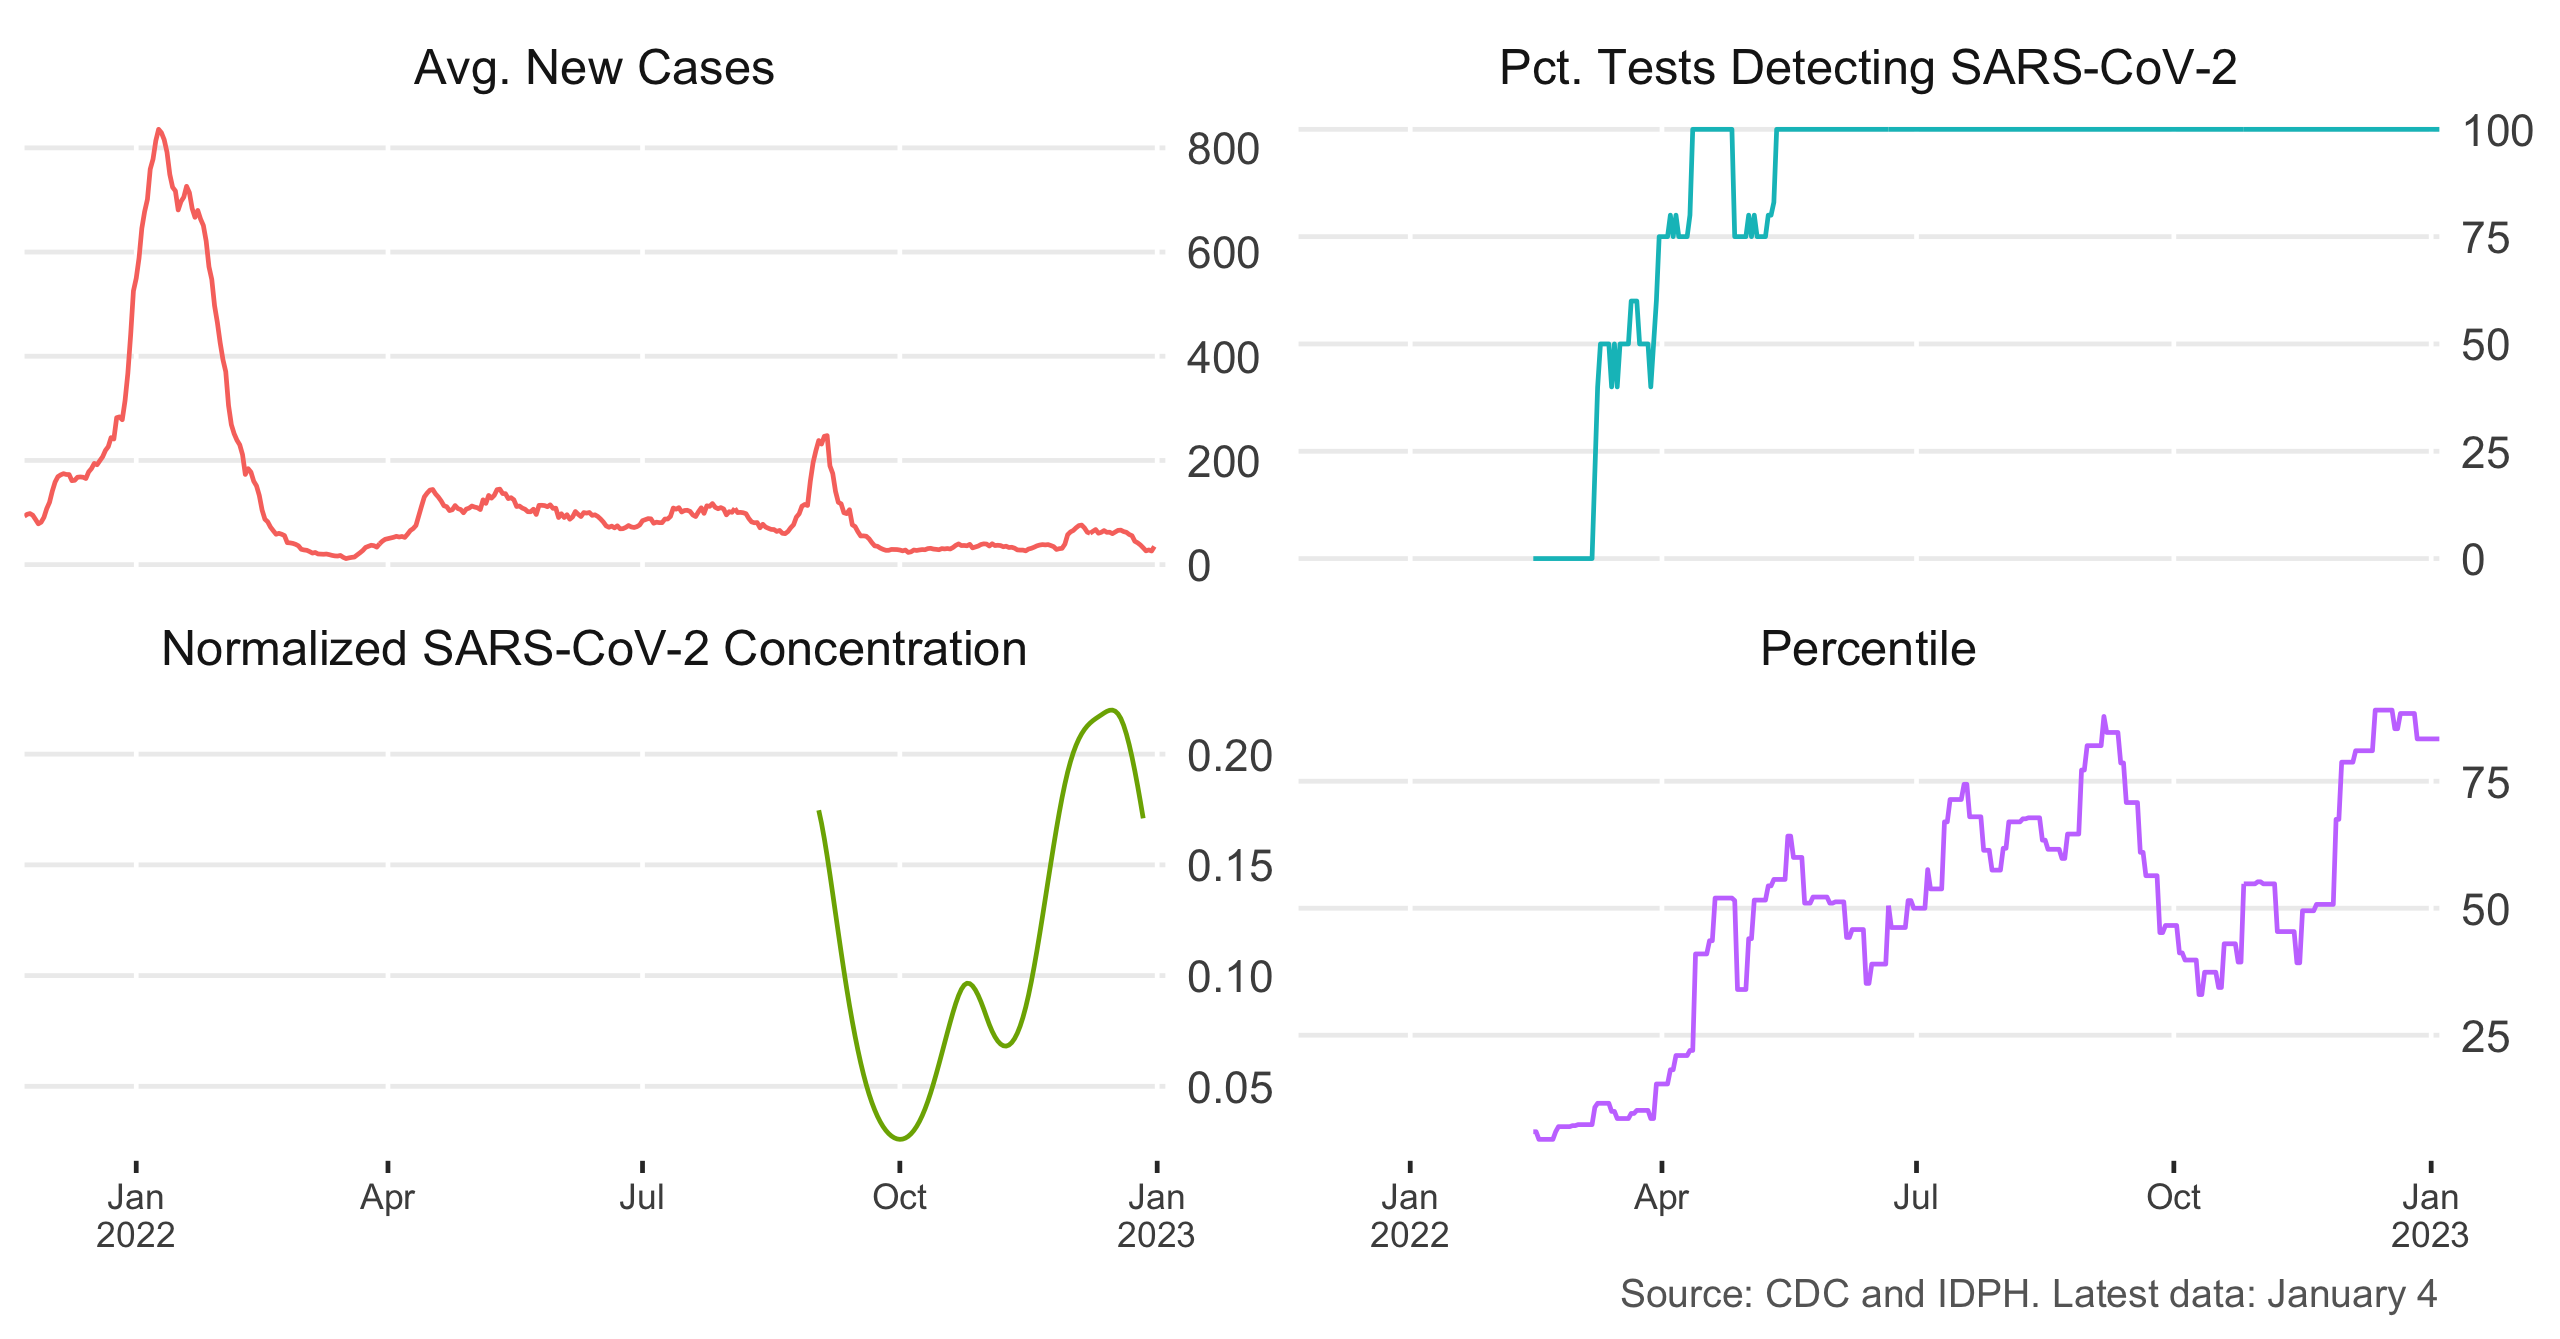 Avg. New Cases
800
600
400
200
0
Pct. Tests Detecting SARS-CoV-2
100
75
50
25
0
Normalized SARS-CoV-2 Concentration
0.20
0.15
0.10
0.05
Jan
2022
Apr
Jul
Oct
Jan
2023
Percentile
75
50
25
Jan
2022
Apr
Jul
Oct
Jan
2023
Source: CDC and IDPH. Latest data: January 4